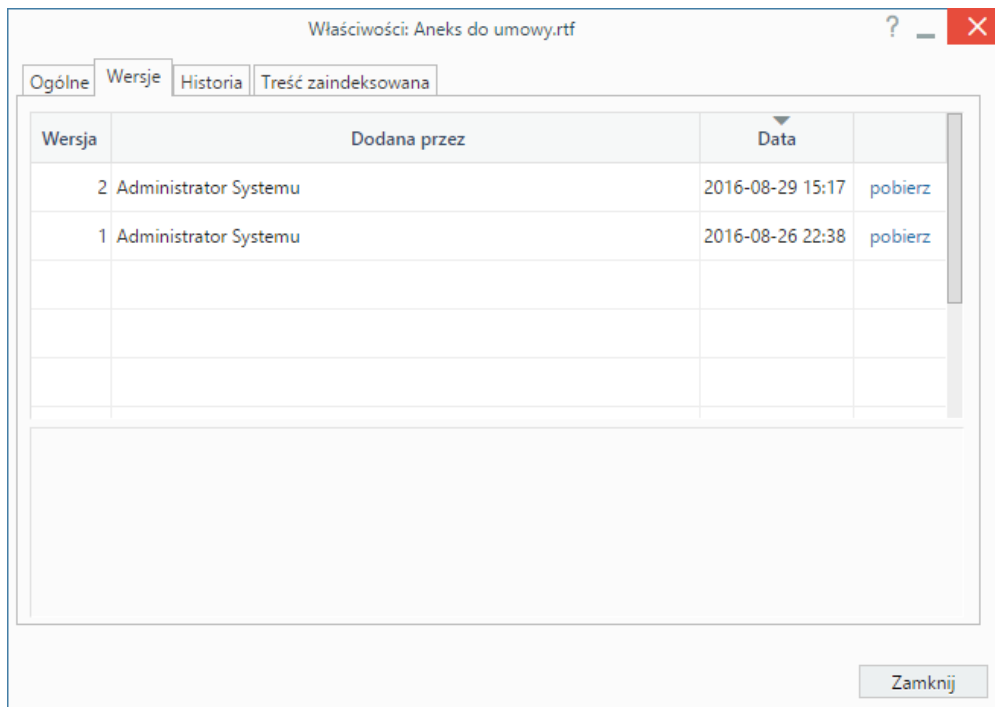 Właściwości: Aneks do umowy.rtf ?
Ogólne Wersje Historia Treść zaindeksowana
Wersja Dodana przez Data
2 Administrator Systemu 2016-08-29 15:17 pobierz
1 Administrator Systemu 2016-08-26 22:38 pobierz
Zamknij